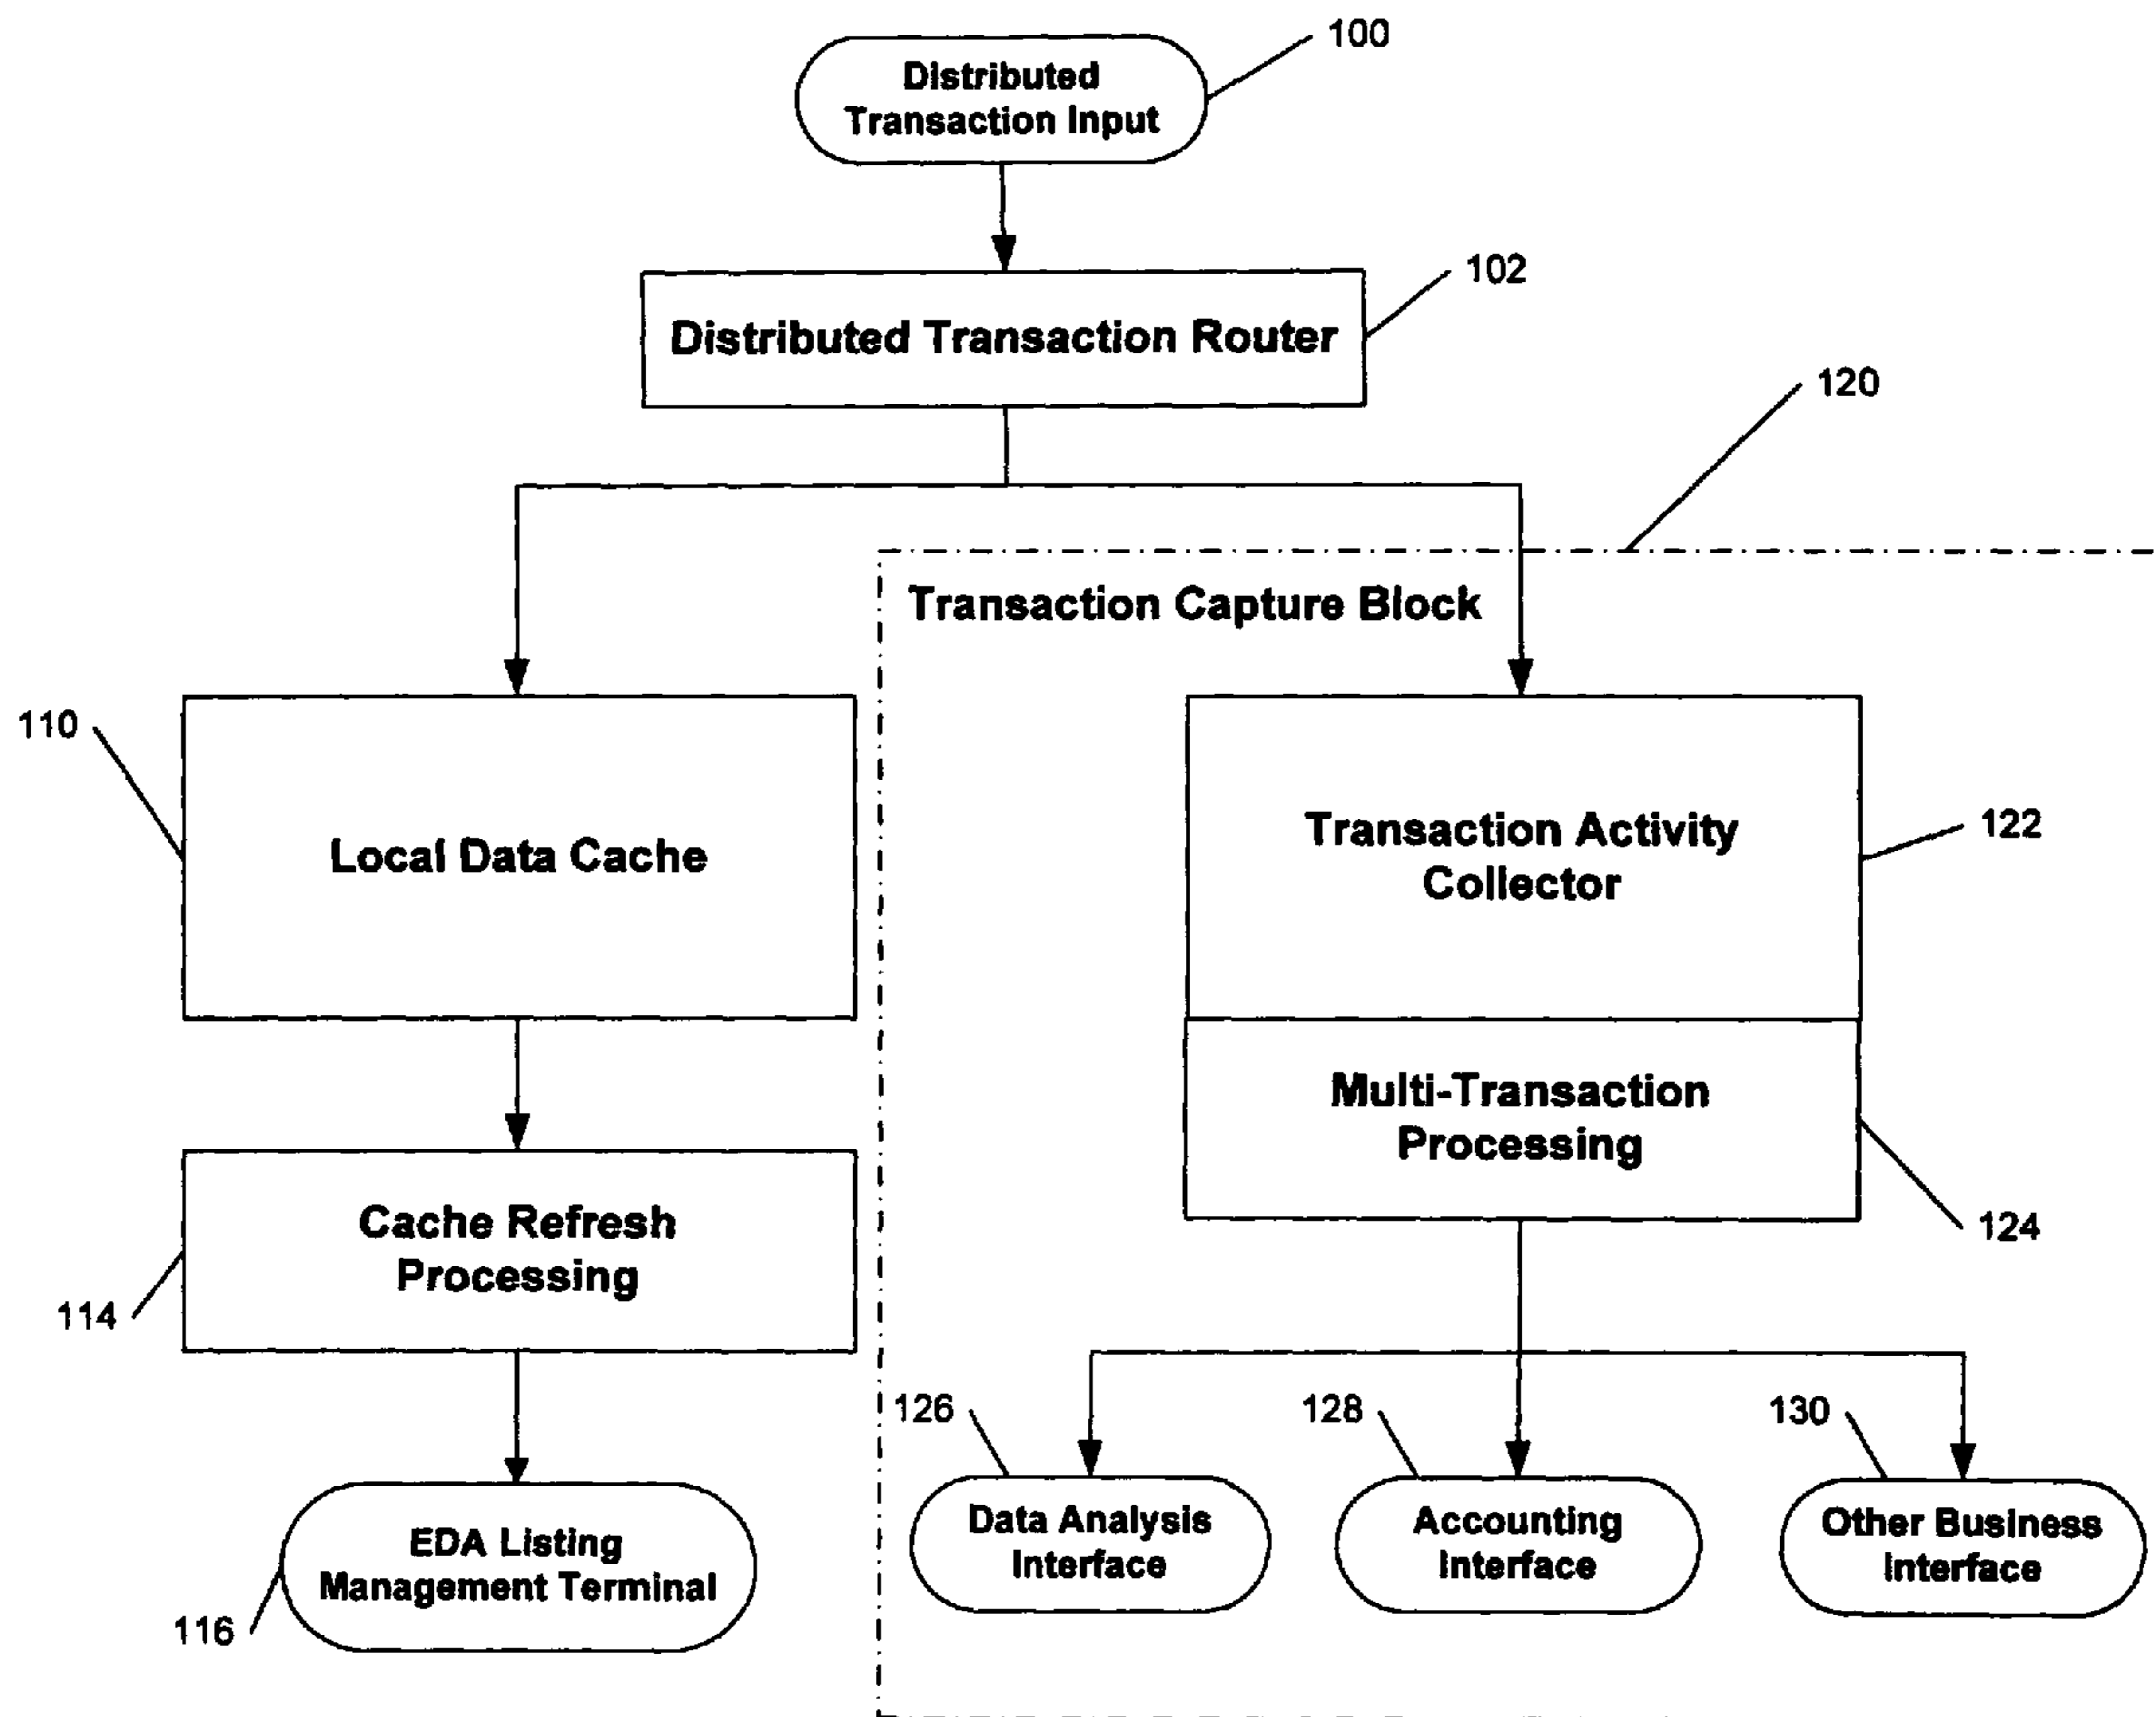 100
Distributed
Transaction Input
102
Distributed Transaction Router
120
Transaction Capture Block
110
Local Data Cache
Transaction Activity
Collector
122
Multi-Transaction
Processing
124
Cache Refresh
Processing
114
126
128
130
Data Analysis
Interface
Accounting
Interface
Other Business
Interface
EDA Listing
Management Terminal
116